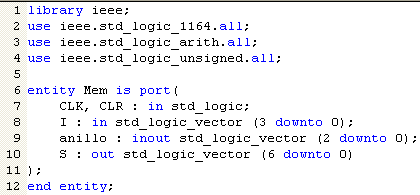 1 library ieee;
2 use ieee.std_logic_1164.all;
3 use ieee.std_logic_arith.all;
4 use ieee.std_logic_unsigned.all;
5
6 entity Mem is port(
7     CLK, CLR : in std_logic;
8     I : in std_logic_vector (3 downto 0);
9     anillo : inout std_logic_vector (2 downto 0);
10     S : out std_logic_vector (6 downto 0)
11 );
12 end entity;